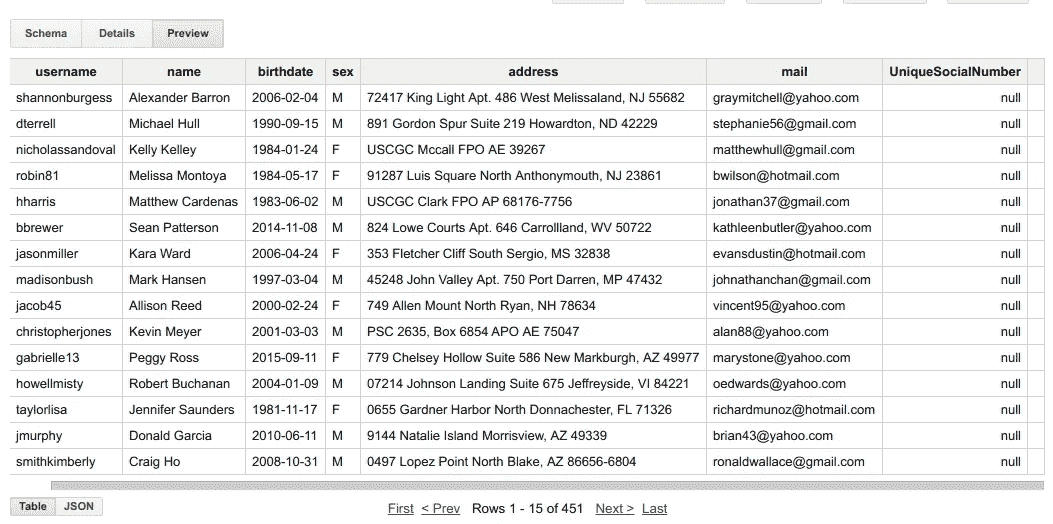 Schema Details Preview
username name birthdate sex address mail UniqueSocialNumber
shannonburgess Alexander Barron 2006-02-04 M 72417 King Light Apt. 486 West Melissaland, NJ 55682 graymitchell@yahoo.com null
dterrell Michael Hull 1990-09-15 M 891 Gordon Spur Suite 219 Howardton, ND 42229 stephanie56@gmail.com null
nicholassandoval Kelly Kelley 1984-01-24 F USCGC Mccall FPO AE 39267 matthewhull@gmail.com null
robin81 Melissa Montoya 1984-05-17 F 91287 Luis Square North Anthonymouth, NJ 23861 bwilson@hotmail.com null
hharris Matthew Cardenas 1983-06-02 M USCGC Clark FPO AP 68176-7756 jonathan37@gmail.com null
bbrewer Sean Patterson 2014-11-08 M 824 Lowe Courts Apt. 646 Carrollland, WV 50722 kathleenbutler@yahoo.com null
jasonmiller Kara Ward 2006-04-24 F 353 Fletcher Cliff South Sergio, MS 32838 evansdustin@hotmail.com null
madisonbush Mark Hansen 1997-03-04 M 45248 John Valley Apt. 750 Port Darren, MP 47432 johnathanchan@gmail.com null
jacob45 Allison Reed 2000-02-24 F 749 Allen Mount North Ryan, NH 78634 vincent95@yahoo.com null
christopherjones Kevin Meyer 2001-03-03 M PSC 2635, Box 6854 APO AE 75047 alan88@yahoo.com null
gabrielle13 Peggy Ross 2015-09-11 F 779 Chelsey Hollow Suite 586 New Markburgh, AZ 49977 marystone@yahoo.com null
howellmisty Robert Buchanan 2004-01-09 M 07214 Johnson Landing Suite 675 Jeffreyside, VI 84221 oedwards@yahoo.com null
taylorlisa Jennifer Saunders 1981-11-17 F 0655 Gardner Harbor North Donnachester, FL 71326 richardmunoz@hotmail.com null
jmurphy Donald Garcia 2010-06-11 M 9144 Natalie Island Morrisview, AZ 49339 brian43@yahoo.com null
smithkimberly Craig Ho 2008-10-31 M 0497 Lopez Point North Blake, AZ 86656-6804 ronaldwallace@gmail.com null
Table JSON First < Prev Rows 1 - 15 of 451 Next > Last